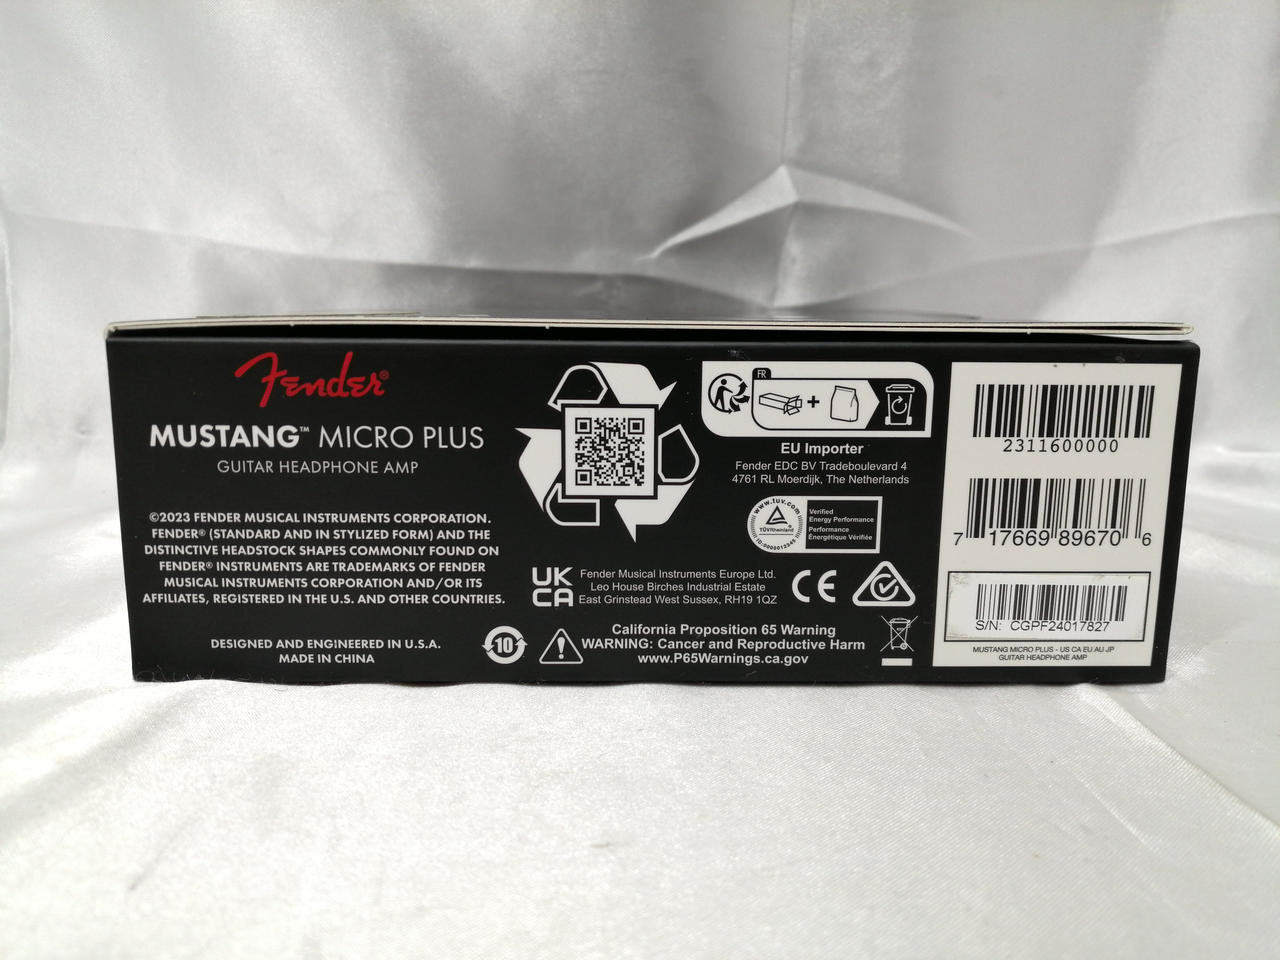 Fender®
MUSTANG™ MICRO PLUS
GUITAR HEADPHONE AMP
©2023 FENDER MUSICAL INSTRUMENTS CORPORATION.
FENDER® (STANDARD AND IN STYLIZED FORM) AND THE
DISTINCTIVE HEADSTOCK SHAPES COMMONLY FOUND ON
FENDER® INSTRUMENTS ARE TRADEMARKS OF FENDER
MUSICAL INSTRUMENTS CORPORATION AND/OR ITS
AFFILIATES, REGISTERED IN THE U.S. AND OTHER COUNTRIES.
DESIGNED AND ENGINEERED IN U.S.A.
MADE IN CHINA
FR
+
EU Importer
Fender EDC BV Tradeboulevard 4
4761 RL Moerdijk, The Netherlands
www.tuv.com
TÜVRheinland
ID:0000012345
Verified
Energy Performance
Performance
Énergétique Vérifiée
UK
CA
Fender Musical Instruments Europe Ltd.
Leo House Birches Industrial Estate
East Grinstead West Sussex, RH19 1QZ
CE
10
California Proposition 65 Warning
WARNING: Cancer and Reproductive Harm
www.P65Warnings.ca.gov
2311600000
7 17669 89670 6
S/N: CGPF24017827
MUSTANG MICRO PLUS - US CA EU AU JP
GUITAR HEADPHONE AMP